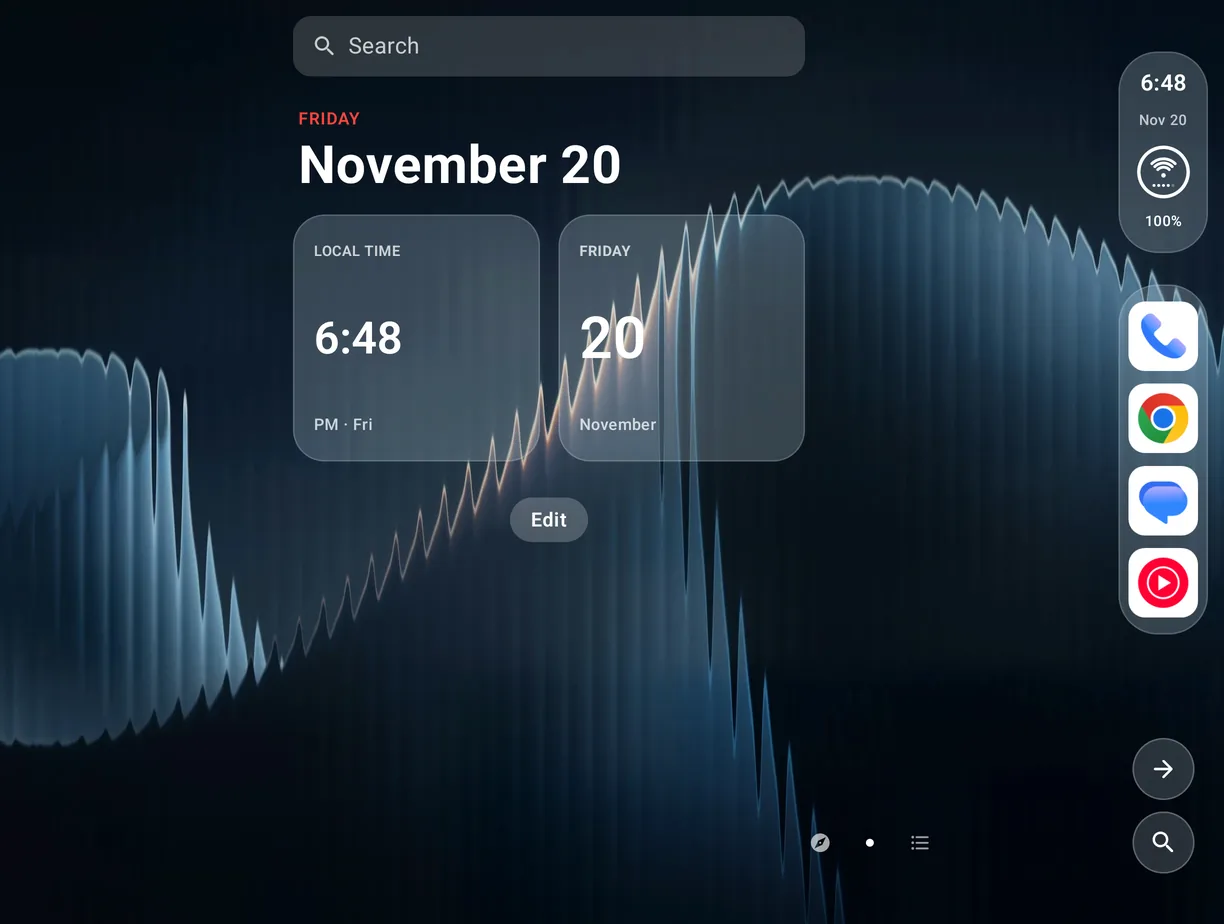 Search
FRIDAY
November 20
LOCAL TIME
6:48
PM · Fri
FRIDAY
20
November
Edit
6:48
Nov 20
100%